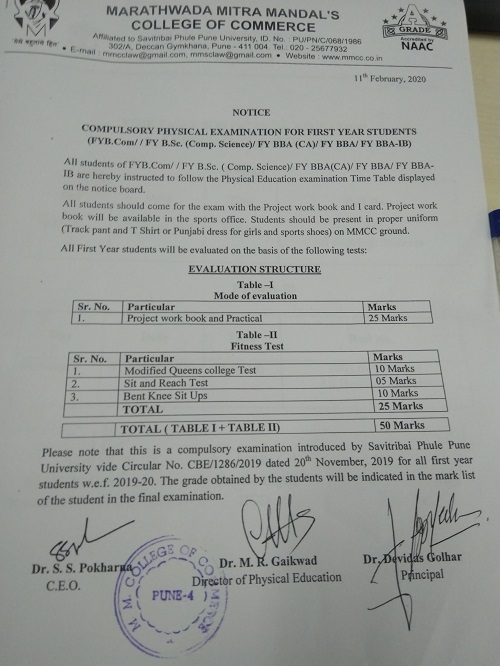 MARATHWADA MITRA MANDAL'S
COLLEGE OF COMMERCE
Affiliated to Savitribai Phule Pune University, ID. No. : PU/PN/C/068/1986
302/A, Deccan Gymkhana, Pune - 411 004. Tel.: 020 - 25677932
• E-mail : mmcclaw@gmail.com, mmsclaw@gmail.com • Website : www.mmcc.co.in
A
GRADE
Accredited by
NAAC
11th February, 2020
NOTICE
COMPULSORY PHYSICAL EXAMINATION FOR FIRST YEAR STUDENTS
(FYB.Com/ / FY B.Sc. (Comp. Science)/ FY BBA (CA)/ FY BBA/ FY BBA-IB)
All students of FYB.Com/ / FY B.Sc. ( Comp. Science)/ FY BBA(CA)/ FY BBA/ FY BBA-
IB are hereby instructed to follow the Physical Education examination Time Table displayed
on the notice board.
All students should come for the exam with the Project work book and I card. Project work
book will be available in the sports office. Students should be present in proper uniform
(Track pant and T Shirt or Punjabi dress for girls and sports shoes) on MMCC ground.
All First Year students will be evaluated on the basis of the following tests:
EVALUATION STRUCTURE
Table –I
Mode of evaluation
Sr. No. Particular Marks
1. Project work book and Practical 25 Marks
Table –II
Fitness Test
Sr. No. Particular Marks
1. Modified Queens college Test 10 Marks
2. Sit and Reach Test 05 Marks
3. Bent Knee Sit Ups 10 Marks
TOTAL 25 Marks
TOTAL ( TABLE I + TABLE II) 50 Marks
Please note that this is a compulsory examination introduced by Savitribai Phule Pune
University vide Circular No. CBE/1286/2019 dated 20th November, 2019 for all first year
students w.e.f. 2019-20. The grade obtained by the students will be indicated in the mark list
of the student in the final examination.
Dr. S. S. Pokharna Dr. M. R. Gaikwad Dr. Devidas Golhar
C.E.O. Director of Physical Education Principal
M. M. COLLEGE OF COMMERCE
PUNE-4